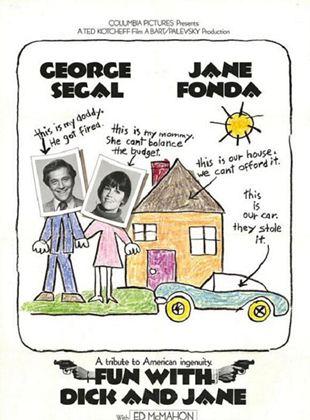 COLUMBIA PICTURES Presents
A TED KOTCHEFF Film A BART/PALEVSKY Production
GEORGE SEGAL
JANE FONDA
this is my daddy.
He got fired.
this is my mommy.
She cant balance
the budget.
this is our house.
we cant afford it.
this
is
our car.
they stole
it.
A tribute to American ingenuity.
FUN WITH
DICK AND JANE
With ED McMAHON